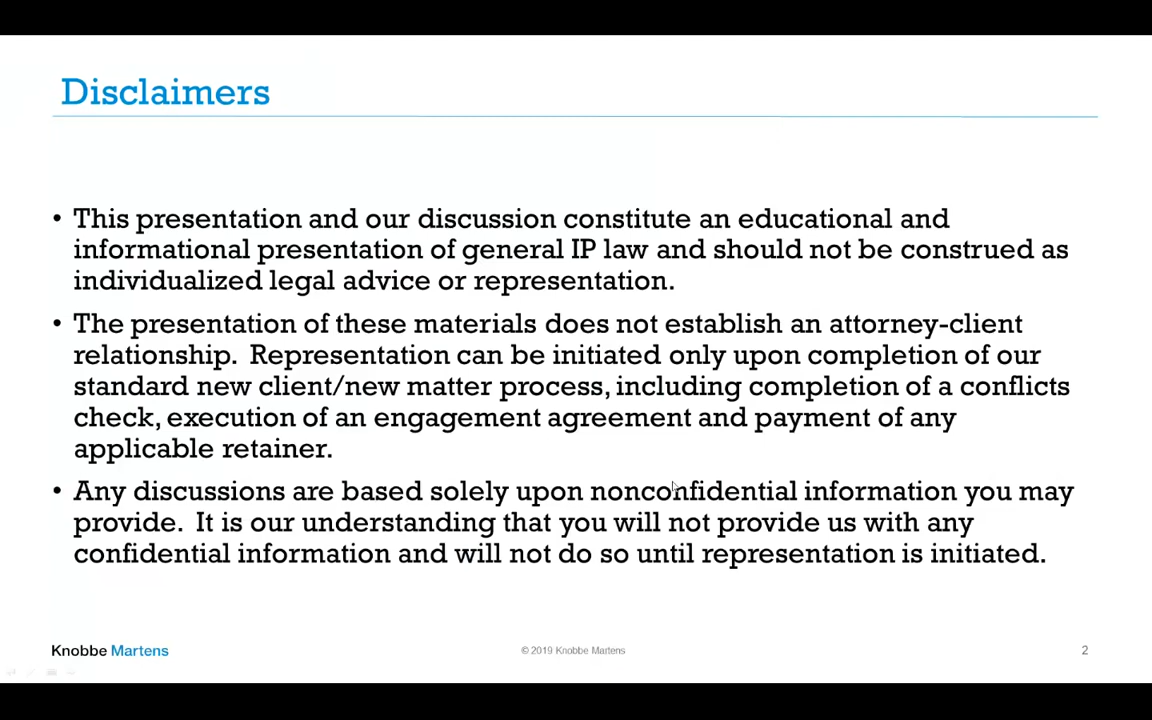 Disclaimers
• This presentation and our discussion constitute an educational and
informational presentation of general IP law and should not be construed as
individualized legal advice or representation.
• The presentation of these materials does not establish an attorney-client
relationship.  Representation can be initiated only upon completion of our
standard new client/new matter process, including completion of a conflicts
check, execution of an engagement agreement and payment of any
applicable retainer.
• Any discussions are based solely upon nonconfidential information you may
provide.  It is our understanding that you will not provide us with any
confidential information and will not do so until representation is initiated.
Knobbe Martens © 2019 Knobbe Martens 2